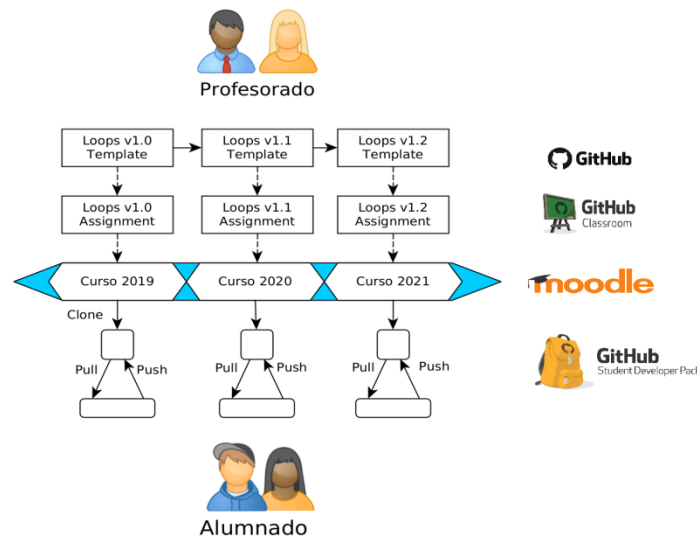 Profesorado
Loops v1.0
Template
Loops v1.1
Template
Loops v1.2
Template
GitHub
Loops v1.0
Assignment
Loops v1.1
Assignment
Loops v1.2
Assignment
GitHub
Classroom
Curso 2019
Curso 2020
Curso 2021
moodle
Clone
Pull
Push
Pull
Push
Pull
Push
GitHub
Student Developer Pacl
Alumnado